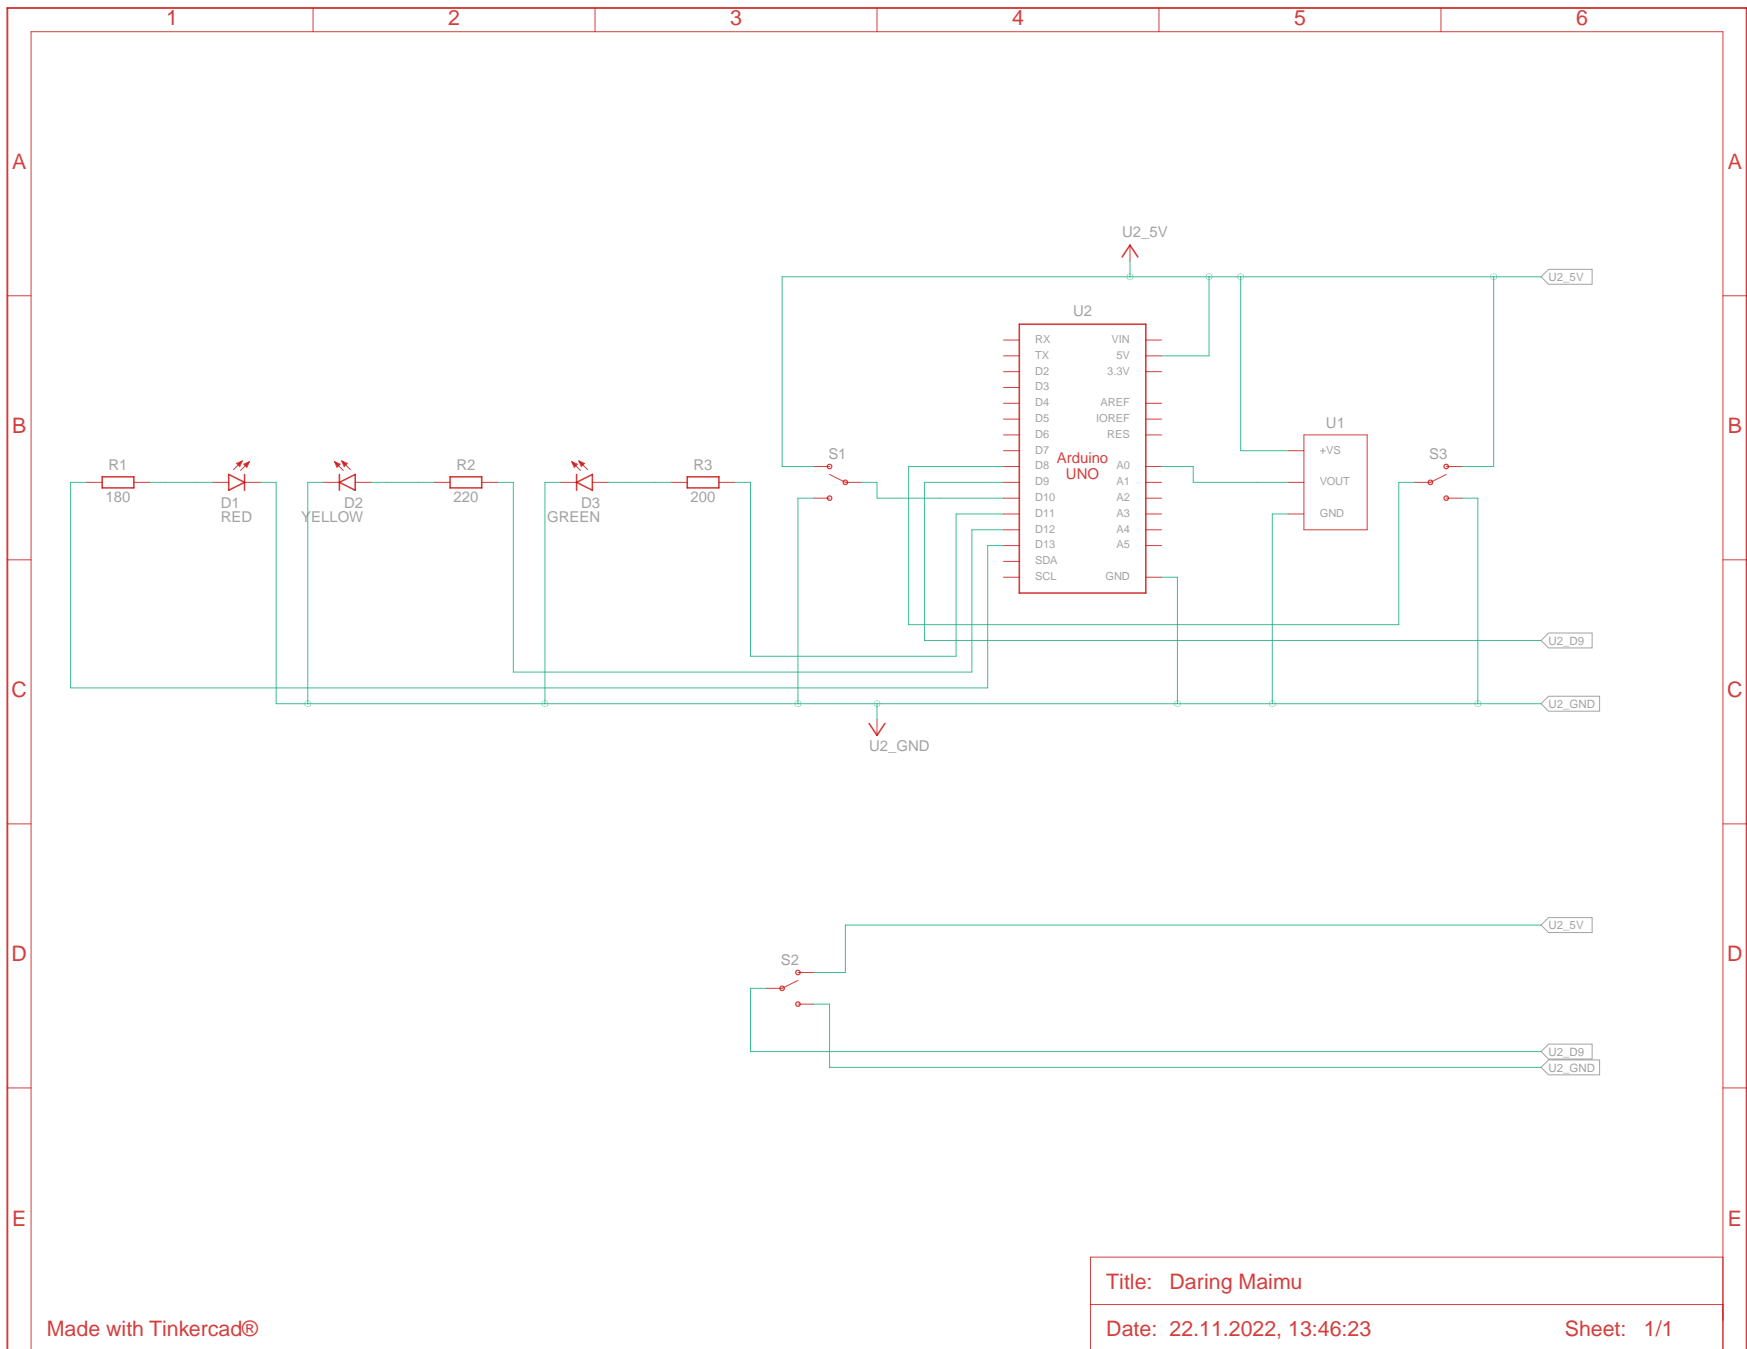 1 2 3 4 5 6
A A
U2_5V
U2_5V
B B
U2
RX VIN
TX 5V
D2 3.3V
D3
D4 AREF
D5 IOREF
D6 RES
D7
Arduino
UNO
D8 A0
D9 A1
D10 A2
D11 A3
D12 A4
D13 A5
SDA
SCL GND
U1
+VS
VOUT
GND
R1
180
D1
RED
D2
YELLOW
R2
220
D3
GREEN
R3
200
S1
S3
C C
U2_D9
U2_GND
U2_GND
D D
U2_5V
S2
U2_D9
U2_GND
E E
Title: Daring Maimu
Made with Tinkercad®
Date: 22.11.2022, 13:46:23 Sheet: 1/1